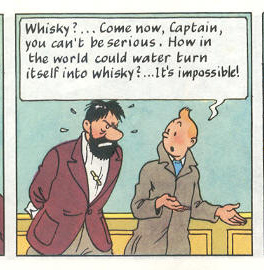 Whisky?... Come now, Captain,
you can't be serious. How in
the world could water turn
itself into whisky?...It's impossible!